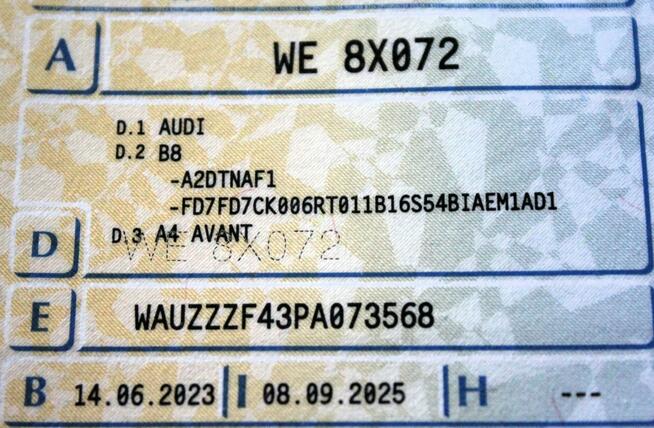 A WE 8X072
D.1 AUDI
D.2 B8
-A2DTNAF1
-FD7FD7CK006RT011B16S54BIAEM1AD1
D D.3 A4 AVANT
WE 8X072
E WAUZZZF43PA073568
B 14.06.2023 I 08.09.2025 H ---